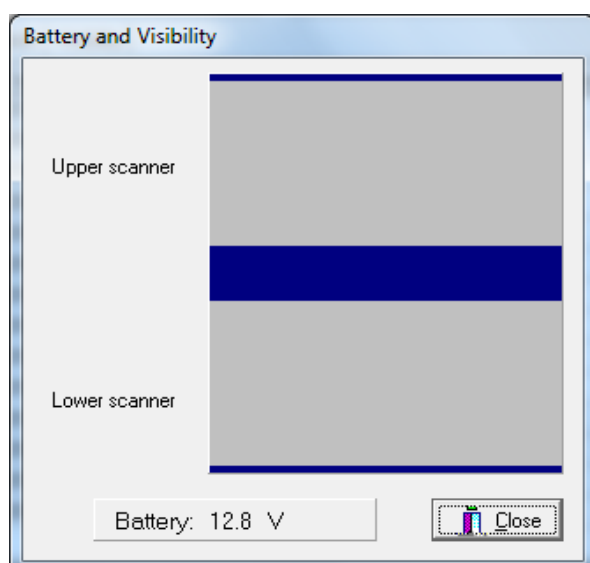 Battery and Visibility
Upper scanner
Lower scanner
Battery: 12.8 V
Close